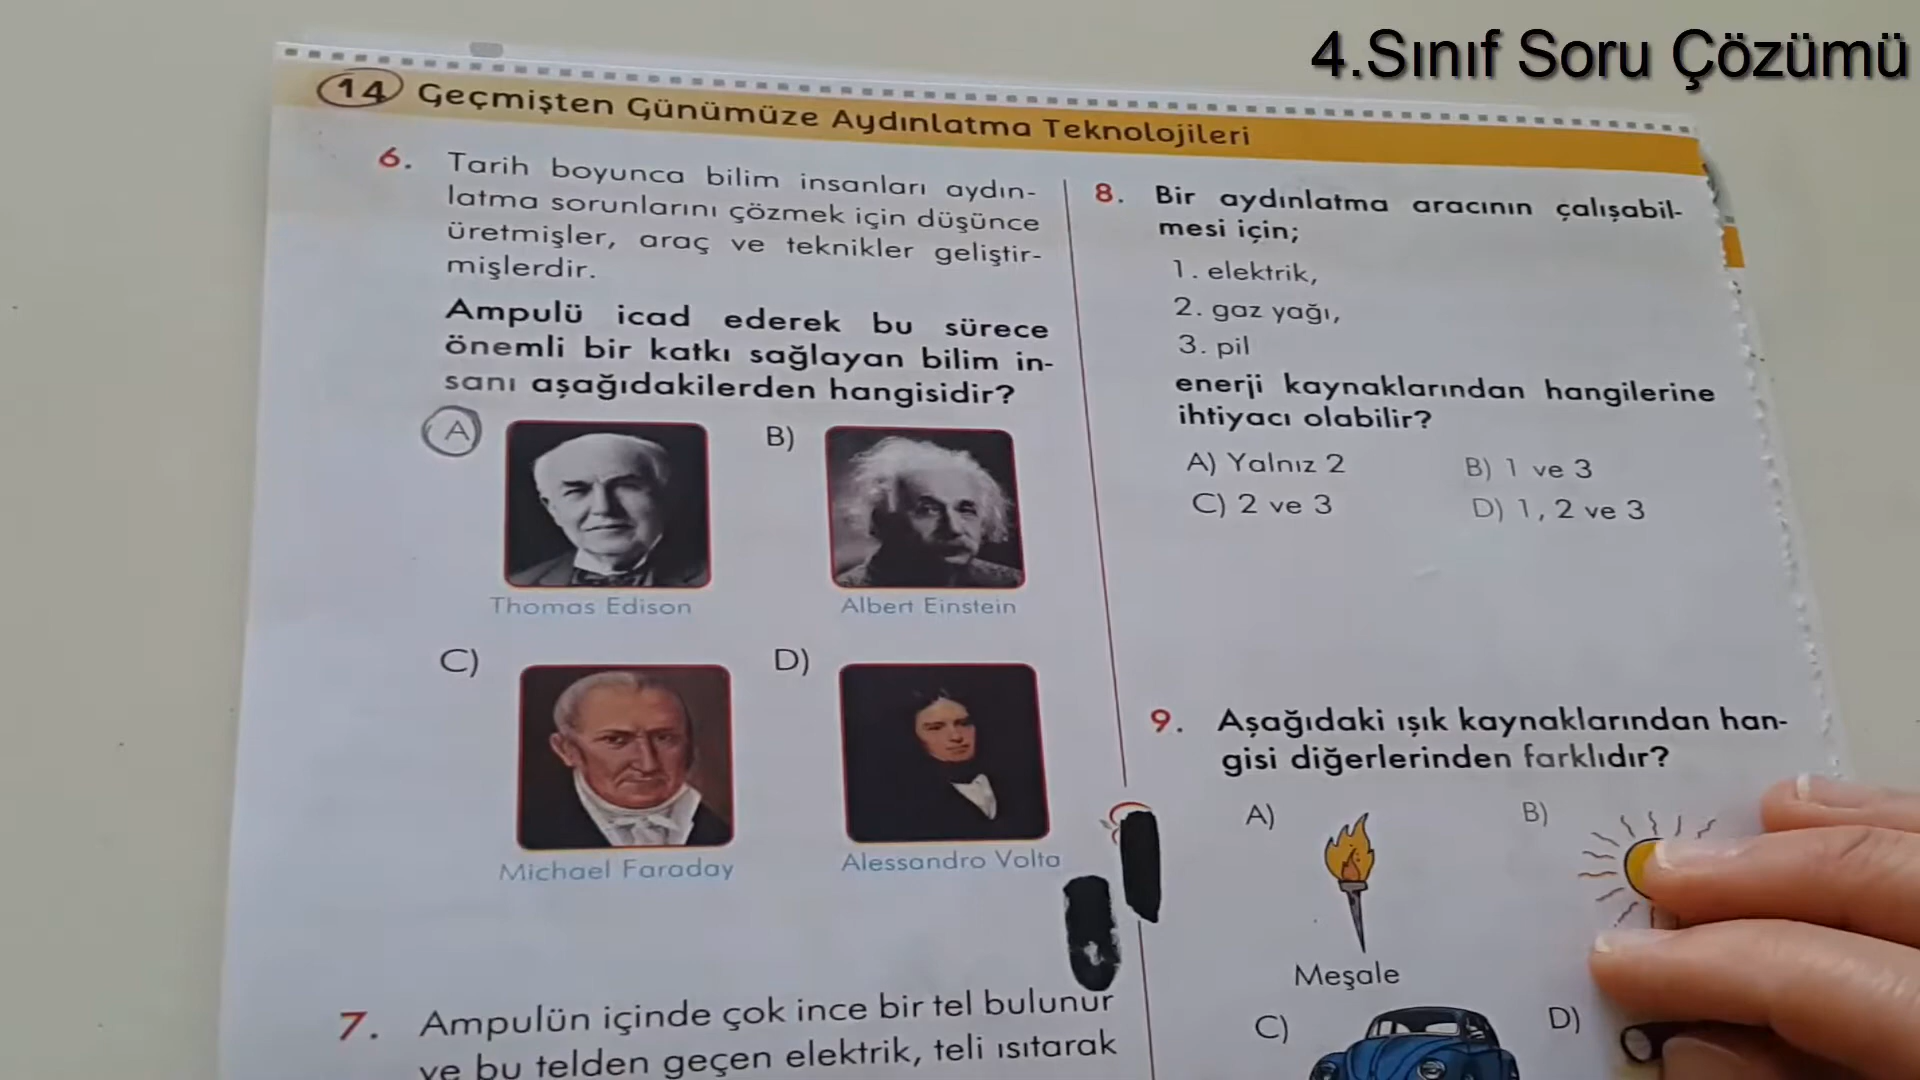 4.Sınıf Soru Çözümü
14 Geçmişten Günümüze Aydınlatma Teknolojileri
6. Tarih boyunca bilim insanları aydın-
latma sorunlarını çözmek için düşünce
üretmişler, araç ve teknikler geliştir-
mişlerdir.
Ampulü icad ederek bu sürece
önemli bir katkı sağlayan bilim in-
sanı aşağıdakilerden hangisidir?
A
B)
Thomas Edison
Albert Einstein
C)
D)
Michael Faraday
Alessandro Volta
7. Ampulün içinde çok ince bir tel bulunur
ve bu telden geçen elektrik, teli ısıtarak
8. Bir aydınlatma aracının çalışabil-
mesi için;
1. elektrik,
2. gaz yağı,
3. pil
enerji kaynaklarından hangilerine
ihtiyacı olabilir?
A) Yalnız 2
B) 1 ve 3
C) 2 ve 3
D) 1, 2 ve 3
9. Aşağıdaki ışık kaynaklarından han-
gisi diğerlerinden farklıdır?
A)
B)
Meşale
C)
D)